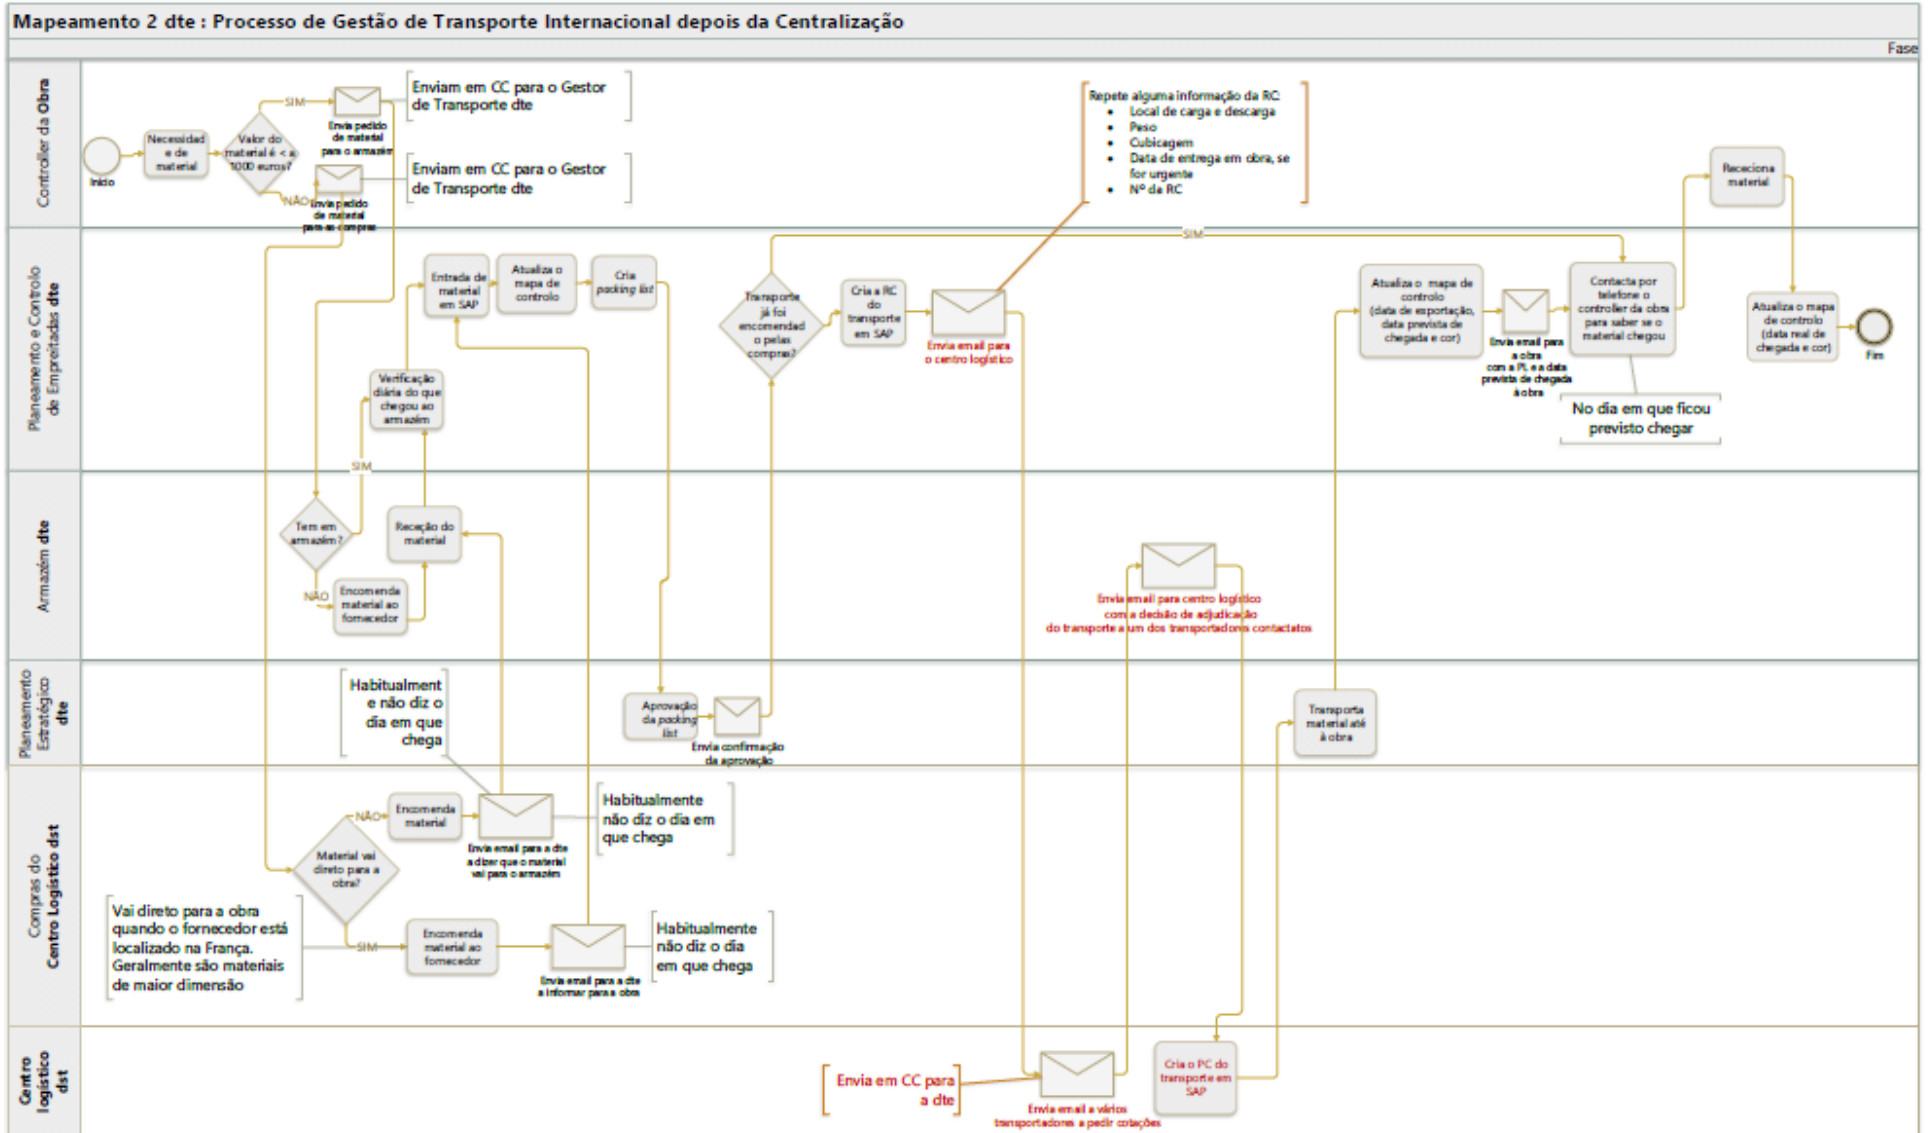 Mapeamento 2 dte : Processo de Gestão de Transporte Internacional depois da Centralização
Fase
Controller da Obra
Início
Necessidad
e de
material
Valor do
material é < a
1000 euros?
SIM
Envia pedido
de material
para o armazém
Enviam em CC para o Gestor
de Transporte dte
NÃO
Envia pedido
de material
para as compras
Enviam em CC para o Gestor
de Transporte dte
Repete alguma informação da RC:
• Local de carga e descarga
• Peso
• Cubicagem
• Data de entrega em obra, se
for urgente
• Nº da RC
Receciona
material
Planeamento e Controlo
de Empreitadas dte
Entrada de
material
em SAP
Atualiza o
mapa de
controlo
Cria
packing list
Verificação
diária do que
chegou ao
armazém
SIM
Transporte
já foi
encomendad
o pelas
compras?
SIM
Cria a RC
do
transporte
em SAP
Envia email para
o centro logístico
Atualiza o mapa de
controlo
(data de exportação,
data prevista de
chegada e cor)
Envia email para
a obra
com a PL e a data
prevista de chegada
à obra
Contacta por
telefone o
controller da obra
para saber se o
material chegou
No dia em que ficou
previsto chegar
Atualiza o mapa
de controlo
(data real de
chegada e cor)
Fim
Armazém dte
Tem em
armazém?
NÃO
Encomenda
material ao
fornecedor
Receção do
material
Envia email para centro logístico
com a decisão de adjudicação
do transporte a um dos transportadores contactatos
Planeamento
Estratégico
dte
Habitualment
e não diz o
dia em que
chega
Aprovação
da packing
list
Envia confirmação
da aprovação
Transporta
material até
à obra
Compras do
Centro Logístico dst
Material vai
direto para a
obra?
NÃO
Encomenda
material
Envia email para a dte
a dizer que o material
vai para o armazém
Habitualmente
não diz o dia em
que chega
Vai direto para a obra
quando o fornecedor está
localizado na França.
Geralmente são materiais
de maior dimensão
SIM
Encomenda
material ao
fornecedor
Envia email para a dte
a informar para a obra
Habitualmente
não diz o dia
em que chega
Centro
logístico
dst
Envia em CC para
a dte
Envia email a vários
transportadores a pedir cotações
Cria o PC do
transporte em
SAP